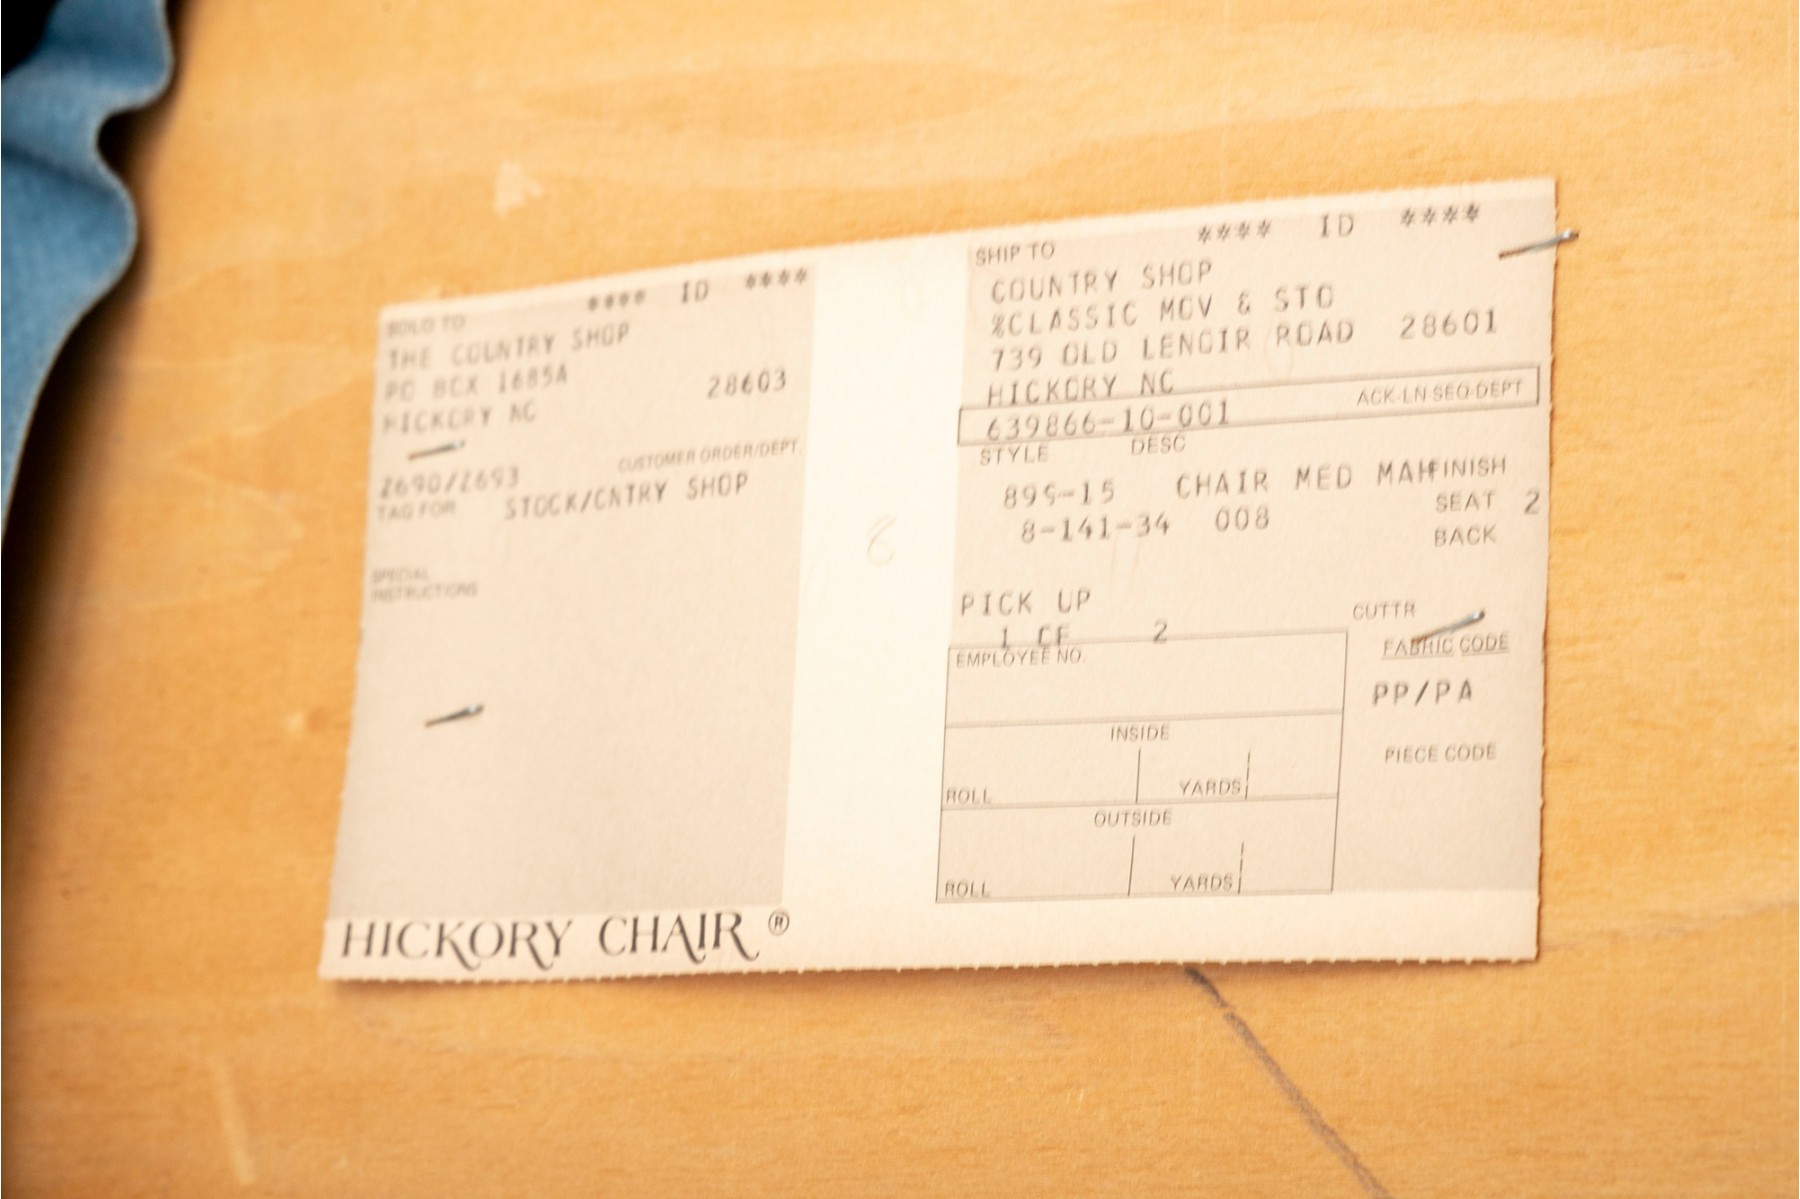 **** ID ****
SOLD TO
THE COUNTRY SHOP
PO BOX 1685A 28603
HICKORY NC
CUSTOMER ORDER/DEPT.
2690/2693
TAG FOR STOCK/CNTRY SHOP
SPECIAL
INSTRUCTIONS
HICKORY CHAIR ®
**** ID ****
SHIP TO
COUNTRY SHOP
%CLASSIC MOV & STO
739 OLD LENOIR ROAD 28601
HICKORY NC
ACK-LN-SEQ-DEPT
639866-10-001
STYLE DESC
899-15 CHAIR MED MAH FINISH
8-141-34 008 SEAT 2
BACK
PICK UP
1 CF 2
CUTTR
EMPLOYEE NO.
FABRIC CODE
PP/PA
INSIDE
PIECE CODE
ROLL YARDS
OUTSIDE
ROLL YARDS
8